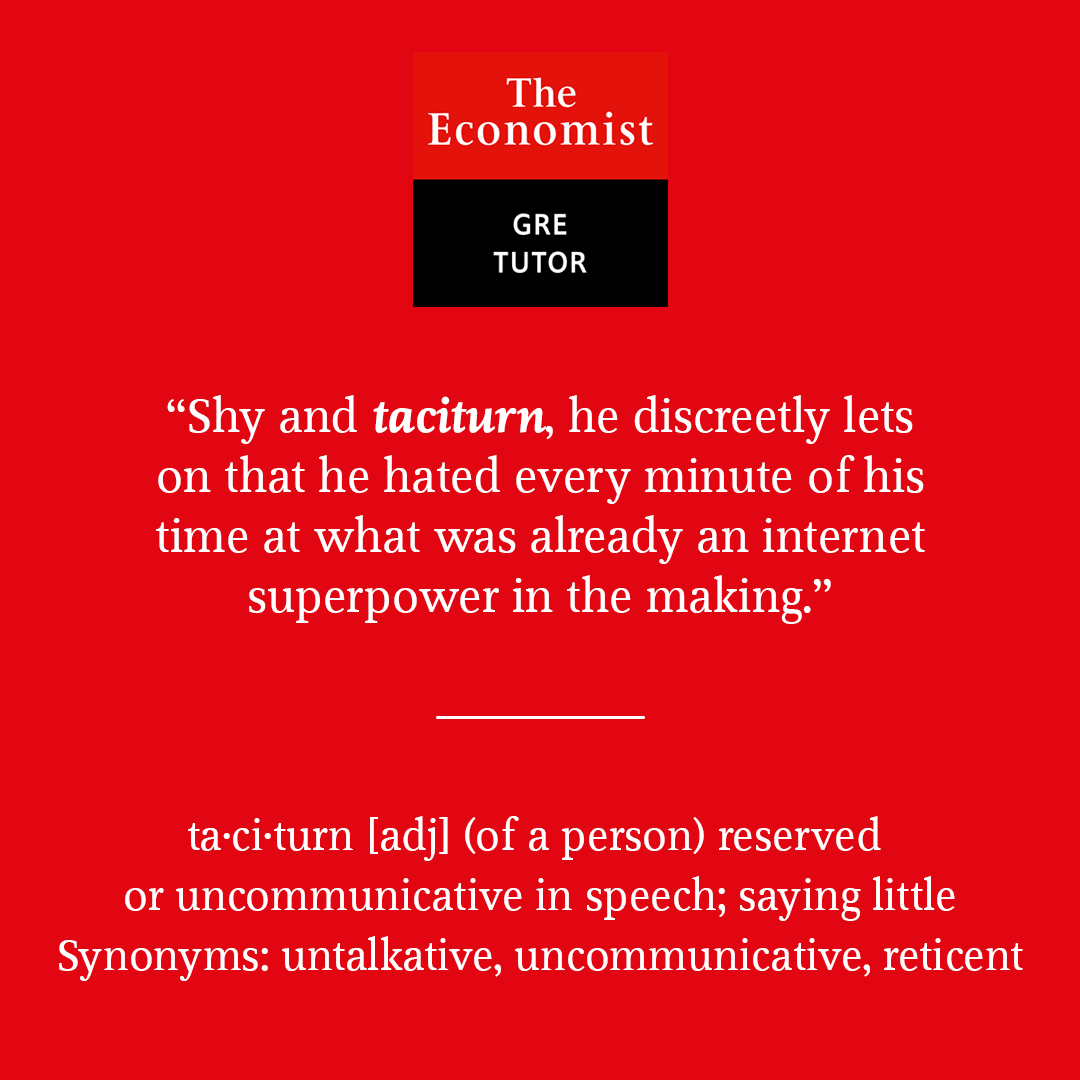 The
Economist
GRE
TUTOR
“Shy and taciturn, he discreetly lets
on that he hated every minute of his
time at what was already an internet
superpower in the making.”
ta·ci·turn [adj] (of a person) reserved
or uncommunicative in speech; saying little
Synonyms: untalkative, uncommunicative, reticent